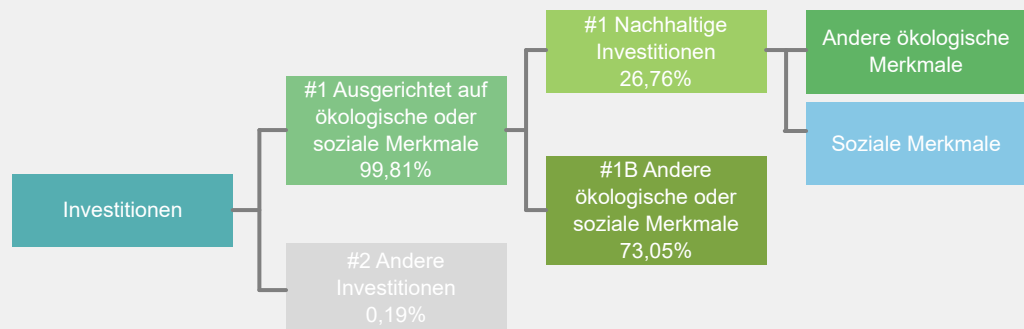 Investitionen
#1 Ausgerichtet auf
ökologische oder
soziale Merkmale
99,81%
#2 Andere
Investitionen
0,19%
#1 Nachhaltige
Investitionen
26,76%
#1B Andere
ökologische oder
soziale Merkmale
73,05%
Andere ökologische
Merkmale
Soziale Merkmale